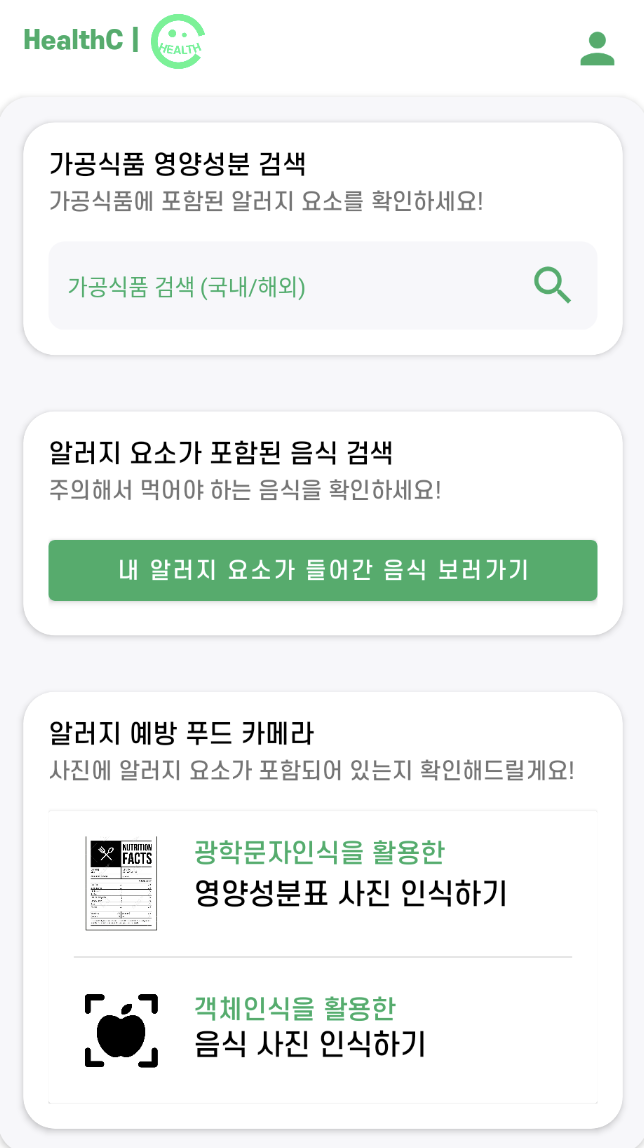 HealthC |
HEALTH
가공식품 영양성분 검색
가공식품에 포함된 알러지 요소를 확인하세요!
가공식품 검색 (국내/해외)
알러지 요소가 포함된 음식 검색
주의해서 먹어야 하는 음식을 확인하세요!
내 알러지 요소가 들어간 음식 보러가기
알러지 예방 푸드 카메라
사진에 알러지 요소가 포함되어 있는지 확인해드릴게요!
NUTRITION
FACTS
광학문자인식을 활용한
영양성분표 사진 인식하기
객체인식을 활용한
음식 사진 인식하기